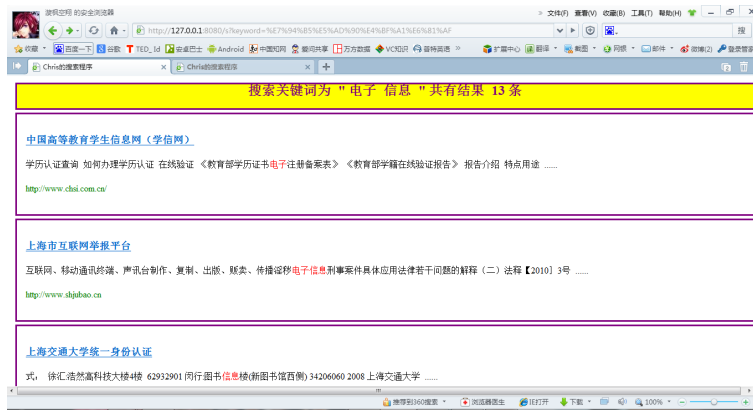 旋枫空明 的安全浏览器
» 文件(F) 查看(V) 收藏(B) 工具(T) 帮助(H)
http://127.0.0.1:8080/s?keyword=%E7%94%B5%E5%AD%90%E4%BF%A1%E6%81%AF
搜
收藏 百度一下 谷歌 TED_Id 安卓巴士 Android 中国知网 爱问共享 万方数据 VC知识 普特英语 » 扩展中心 翻译 截图 网银 邮件 微博(2) 登录管家
Chris的搜索程序 × Chris的搜索程序 × +
搜索关键词为 " 电子 信息 " 共有结果 13 条
中国高等教育学生信息网（学信网）
学历认证查询 如何办理学历认证 在线验证 《教育部学历证书电子注册备案表》 《教育部学籍在线验证报告》 报告介绍 特点用途 ......
http://www.chsi.com.cn/
上海市互联网举报平台
互联网、移动通讯终端、声讯台制作、复制、出版、贩卖、传播淫秽电子信息刑事案件具体应用法律若干问题的解释（二）法释【2010】3号 ......
http://www.shjubao.cn
上海交通大学统一身份认证
式， 徐汇:浩然高科技大楼4楼 62932901 闵行:图书信息楼(新图书馆西侧) 34206060 2008 上海交通大学 ......
推荐到360搜索 浏览器医生 IE打开 下载 100%